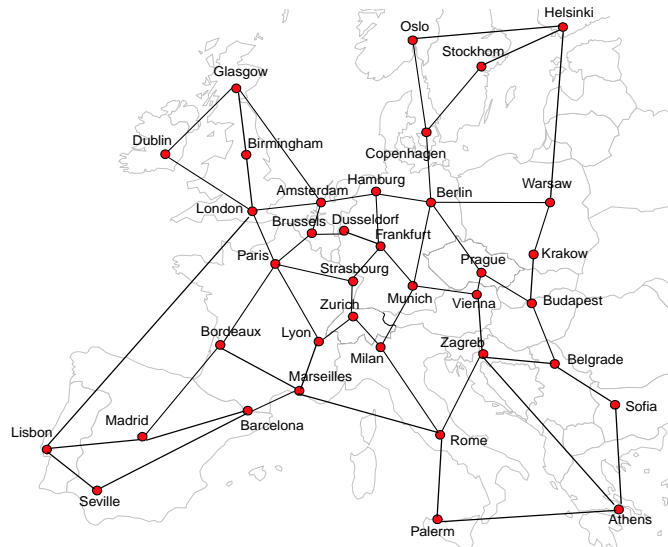 Helsinki
Oslo
Stockhom
Glasgow
Dublin
Birmingham
Copenhagen
Hamburg
Amsterdam
Berlin
Warsaw
London
Brussels
Dusseldorf
Frankfurt
Krakow
Paris
Strasbourg
Prague
Munich
Vienna
Budapest
Zurich
Bordeaux
Lyon
Milan
Zagreb
Belgrade
Marseilles
Madrid
Barcelona
Sofia
Lisbon
Rome
Seville
Palerm
Athens